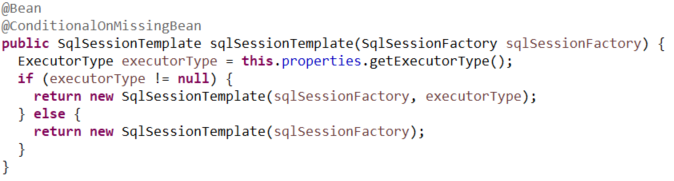 @Bean
@ConditionalOnMissingBean
public SqlSessionTemplate sqlSessionTemplate(SqlSessionFactory sqlSessionFactory) {
  ExecutorType executorType = this.properties.getExecutorType();
  if (executorType != null) {
    return new SqlSessionTemplate(sqlSessionFactory, executorType);
  } else {
    return new SqlSessionTemplate(sqlSessionFactory);
  }
}